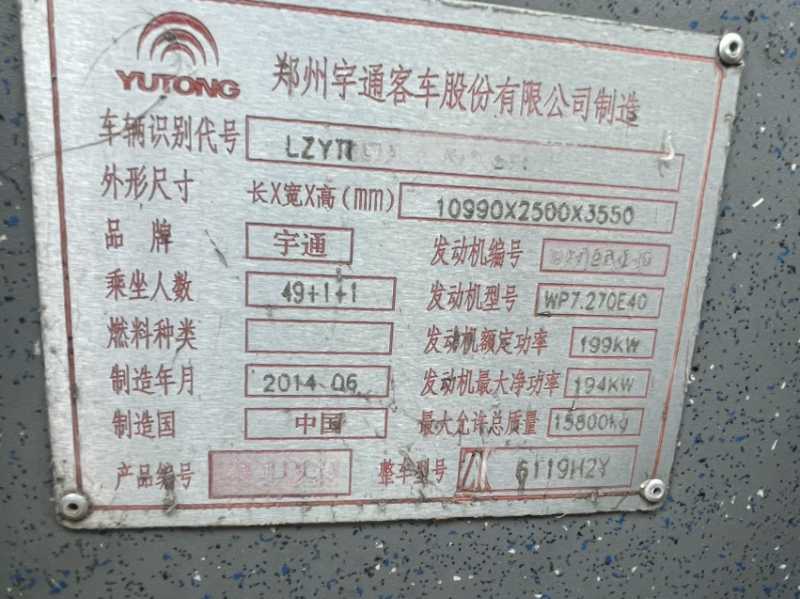 YUTONG
郑州宇通客车股份有限公司制造
车辆识别代号 LZYT
外形尺寸 长X宽X高(mm) 10990X2500X3550
品牌 宇通 发动机编号
乘坐人数 49+1+1 发动机型号 WP7.270E40
燃料种类 发动机额定功率 199KW
制造年月 2014.06 发动机最大净功率 194KW
制造国 中国 最大允许总质量 15800kg
产品编号 整车型号 6119H2Y